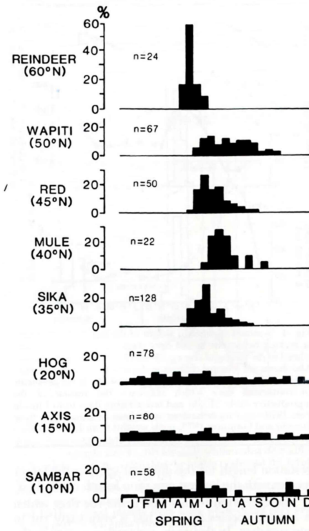 %
60
40
20
0
REINDEER
(60°N)
n=24
20
0
WAPITI
(50°N)
n=67
20
0
RED
(45°N)
n=50
20
0
MULE
(40°N)
n=22
20
0
SIKA
(35°N)
n=128
20
0
HOG
(20°N)
n=78
20
0
AXIS
(15°N)
n=80
20
0
SAMBAR
(10°N)
n=58
J F M A M J J A S O N D
SPRING AUTUMN